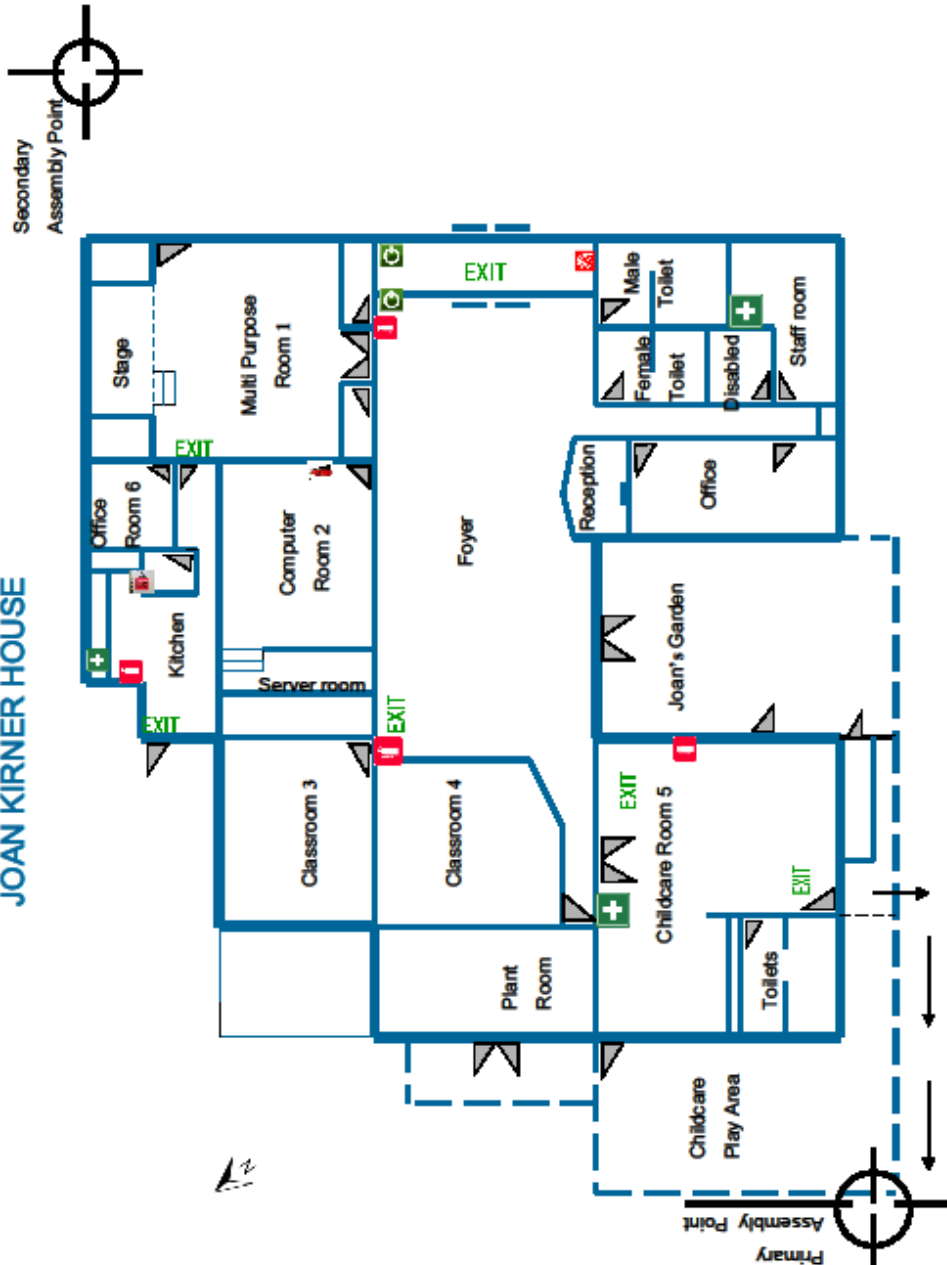 JOAN KIRNER HOUSE
Secondary
Assembly Point
Stage
Multi Purpose
Room 1
EXIT
EXIT
Male
Toilet
Female
Toilet
Disabled
Staff room
Office
Room 6
Kitchen
EXIT
Computer
Room 2
Server room
Foyer
Reception
Office
EXIT
Joan's Garden
Classroom 3
Classroom 4
EXIT
Childcare Room 5
EXIT
Plant
Room
Toilets
Childcare
Play Area
N
Primary
Assembly
Point